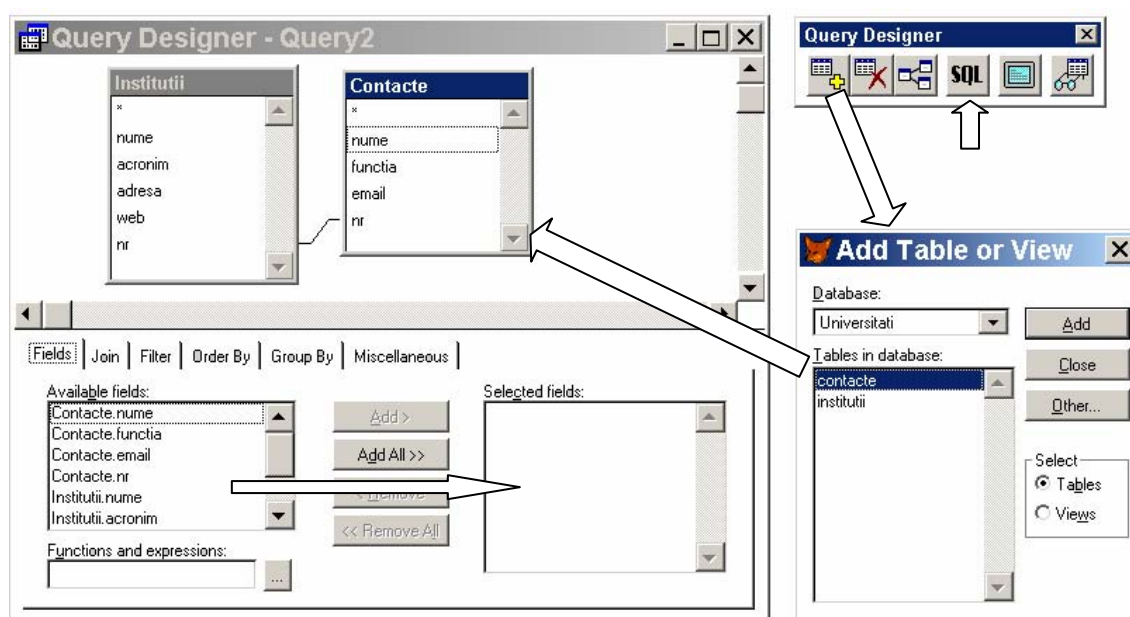 Query Designer - Query2
Institutii
*
nume
acronim
adresa
web
nr
Contacte
*
nume
functia
email
nr
Fields
Join
Filter
Order By
Group By
Miscellaneous
Available fields:
Contacte.nume
Contacte.functia
Contacte.email
Contacte.nr
Institutii.nume
Institutii.acronim
Functions and expressions:
...
Add >
Add All >>
<< Remove All
Selected fields:
Query Designer
SQL
Add Table or View
Database:
Universitati
Tables in database:
contacte
institutii
Add
Close
Other...
Select
Tables
Views